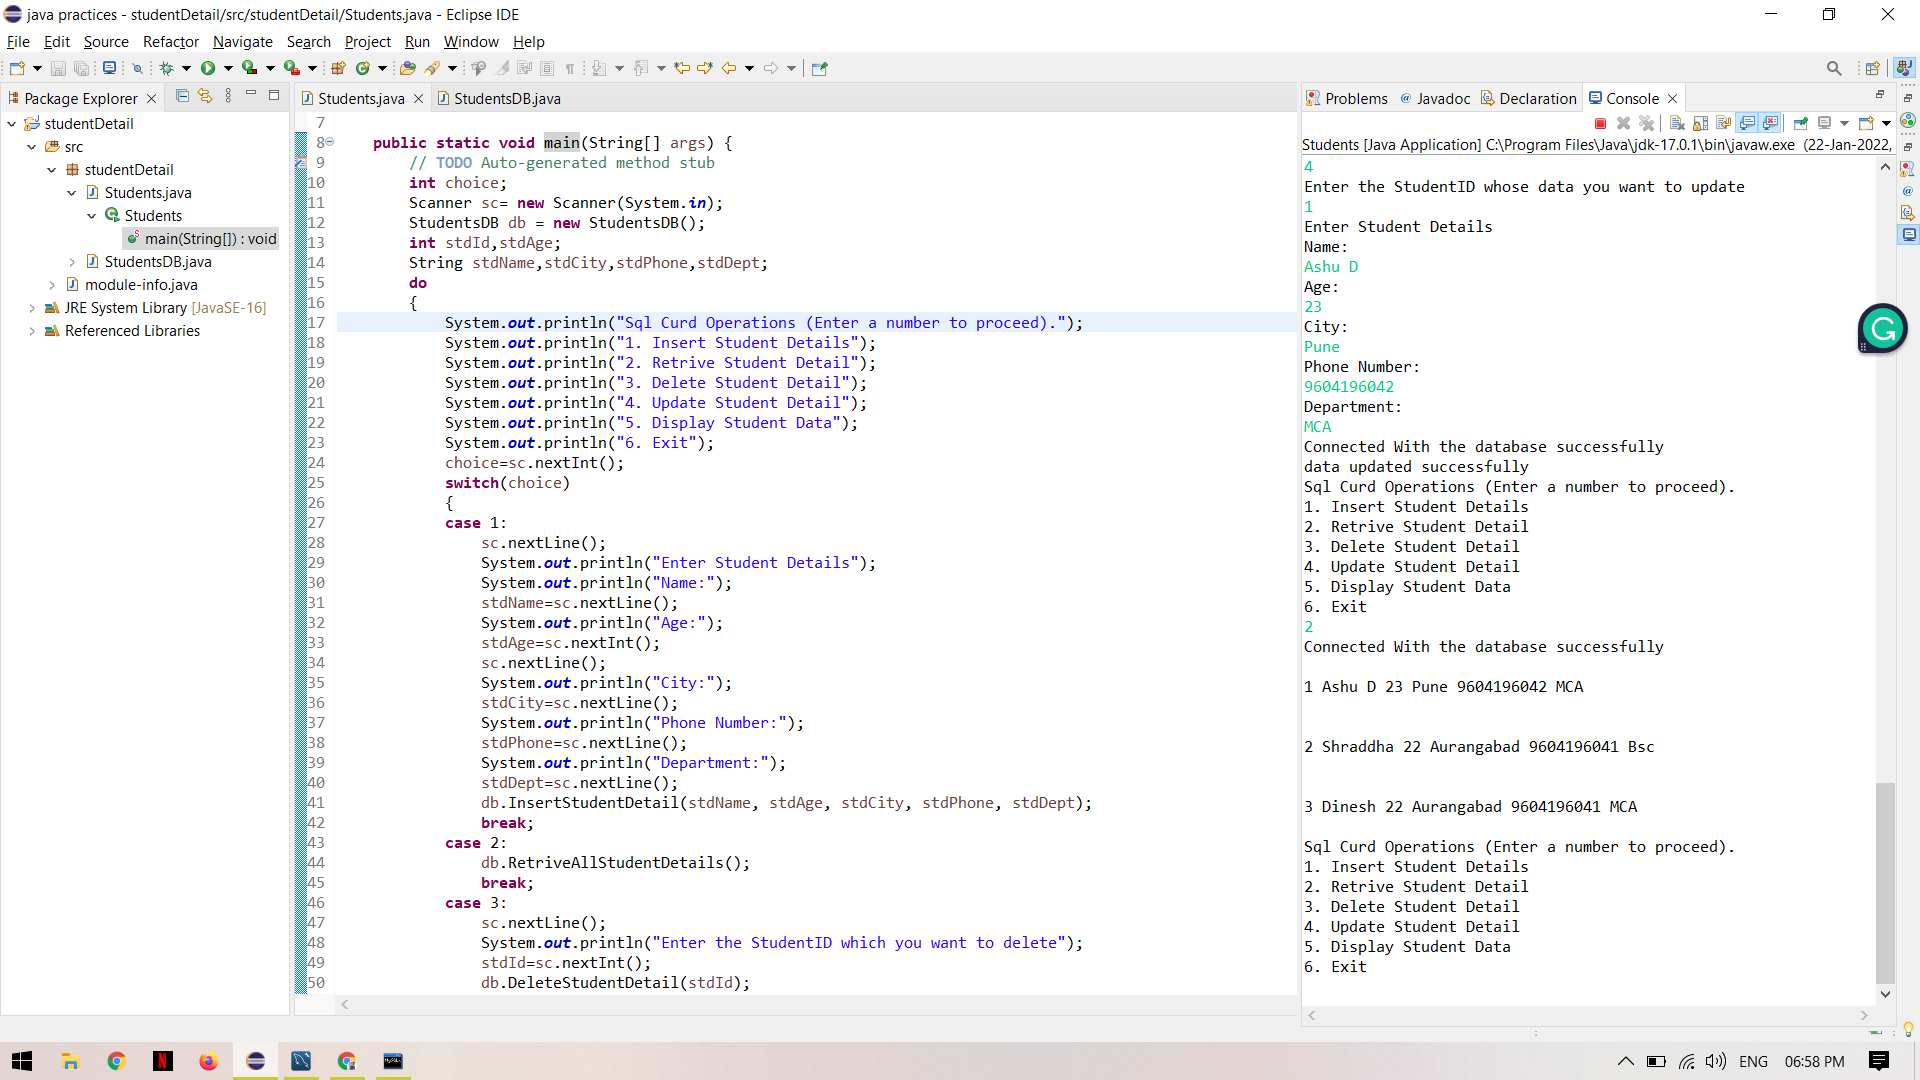 java practices - studentDetail/src/studentDetail/Students.java - Eclipse IDE
File Edit Source Refactor Navigate Search Project Run Window Help
Package Explorer
studentDetail
src
studentDetail
Students.java
Students
main(String[]) : void
StudentsDB.java
module-info.java
JRE System Library [JavaSE-16]
Referenced Libraries
Students.java StudentsDB.java
7
8 public static void main(String[] args) {
9 // TODO Auto-generated method stub
10 int choice;
11 Scanner sc= new Scanner(System.in);
12 StudentsDB db = new StudentsDB();
13 int stdId,stdAge;
14 String stdName,stdCity,stdPhone,stdDept;
15 do
16 {
17 System.out.println("Sql Curd Operations (Enter a number to proceed).");
18 System.out.println("1. Insert Student Details");
19 System.out.println("2. Retrive Student Detail");
20 System.out.println("3. Delete Student Detail");
21 System.out.println("4. Update Student Detail");
22 System.out.println("5. Display Student Data");
23 System.out.println("6. Exit");
24 choice=sc.nextInt();
25 switch(choice)
26 {
27 case 1:
28 sc.nextLine();
29 System.out.println("Enter Student Details");
30 System.out.println("Name:");
31 stdName=sc.nextLine();
32 System.out.println("Age:");
33 stdAge=sc.nextInt();
34 sc.nextLine();
35 System.out.println("City:");
36 stdCity=sc.nextLine();
37 System.out.println("Phone Number:");
38 stdPhone=sc.nextLine();
39 System.out.println("Department:");
40 stdDept=sc.nextLine();
41 db.InsertStudentDetail(stdName, stdAge, stdCity, stdPhone, stdDept);
42 break;
43 case 2:
44 db.RetriveAllStudentDetails();
45 break;
46 case 3:
47 sc.nextLine();
48 System.out.println("Enter the StudentID which you want to delete");
49 stdId=sc.nextInt();
50 db.DeleteStudentDetail(stdId);
Problems Javadoc Declaration Console
Students [Java Application] C:\Program Files\Java\jdk-17.0.1\bin\javaw.exe (22-Jan-2022,
4
Enter the StudentID whose data you want to update
1
Enter Student Details
Name:
Ashu D
Age:
23
City:
Pune
Phone Number:
9604196042
Department:
MCA
Connected With the database successfully
data updated successfully
Sql Curd Operations (Enter a number to proceed).
1. Insert Student Details
2. Retrive Student Detail
3. Delete Student Detail
4. Update Student Detail
5. Display Student Data
6. Exit
2
Connected With the database successfully
1 Ashu D 23 Pune 9604196042 MCA
2 Shraddha 22 Aurangabad 9604196041 Bsc
3 Dinesh 22 Aurangabad 9604196041 MCA
Sql Curd Operations (Enter a number to proceed).
1. Insert Student Details
2. Retrive Student Detail
3. Delete Student Detail
4. Update Student Detail
5. Display Student Data
6. Exit
ENG 06:58 PM